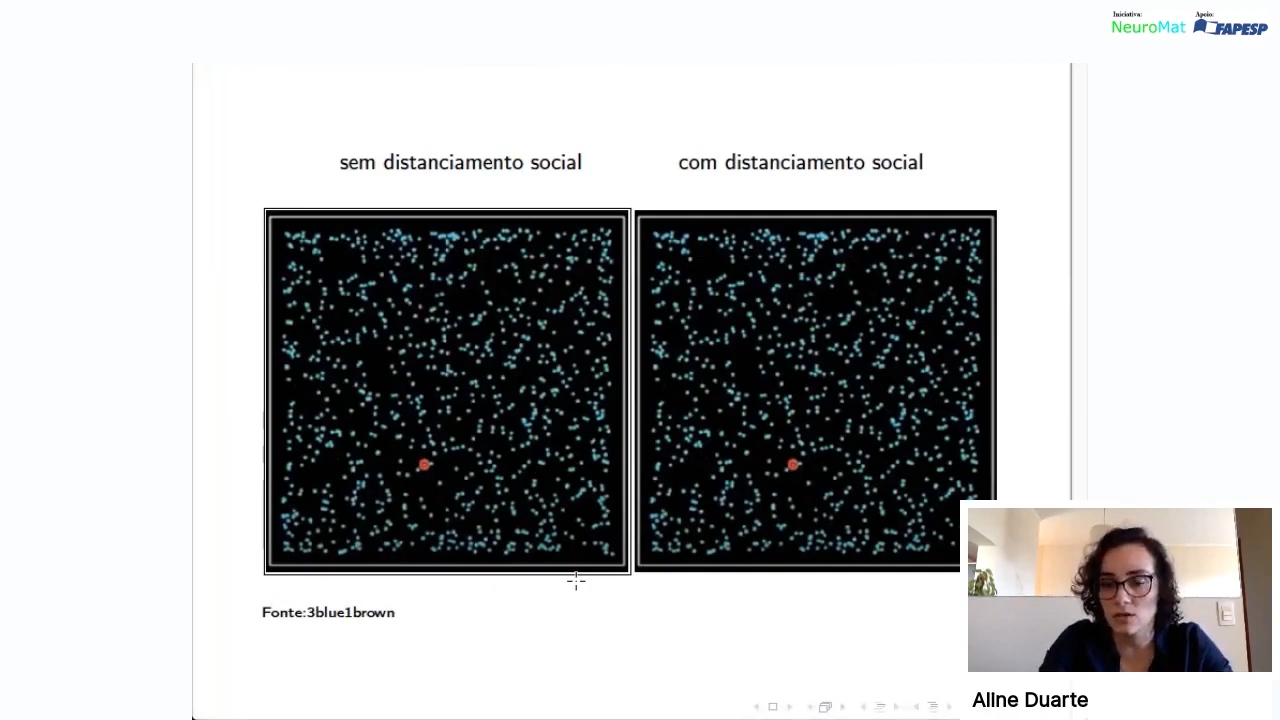 Iniciativa:
Apoio:
NeuroMat
FAPESP
sem distanciamento social
com distanciamento social
Fonte:3blue1brown
Aline Duarte